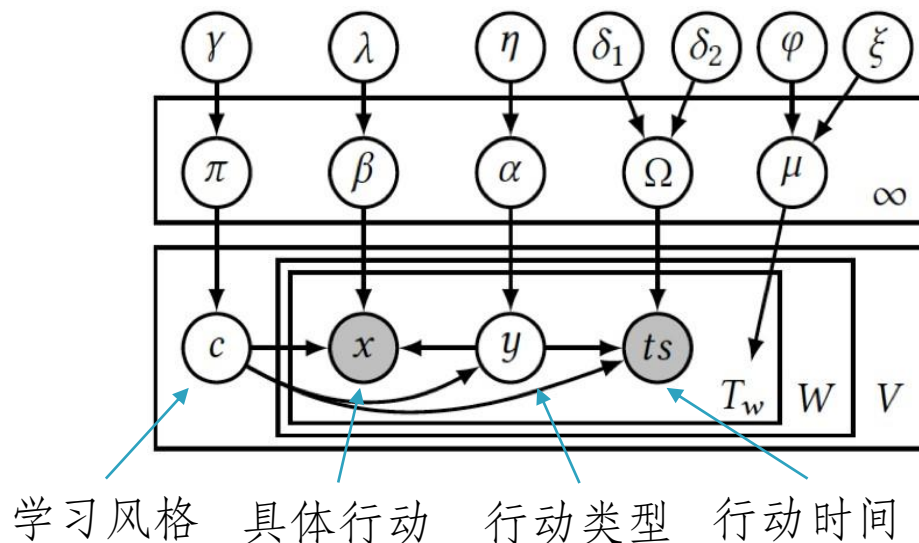 γ λ η δ₁ δ₂ φ ξ
π β α Ω μ ∞
c x y ts T_w W V
学习风格 具体行动 行动类型 行动时间